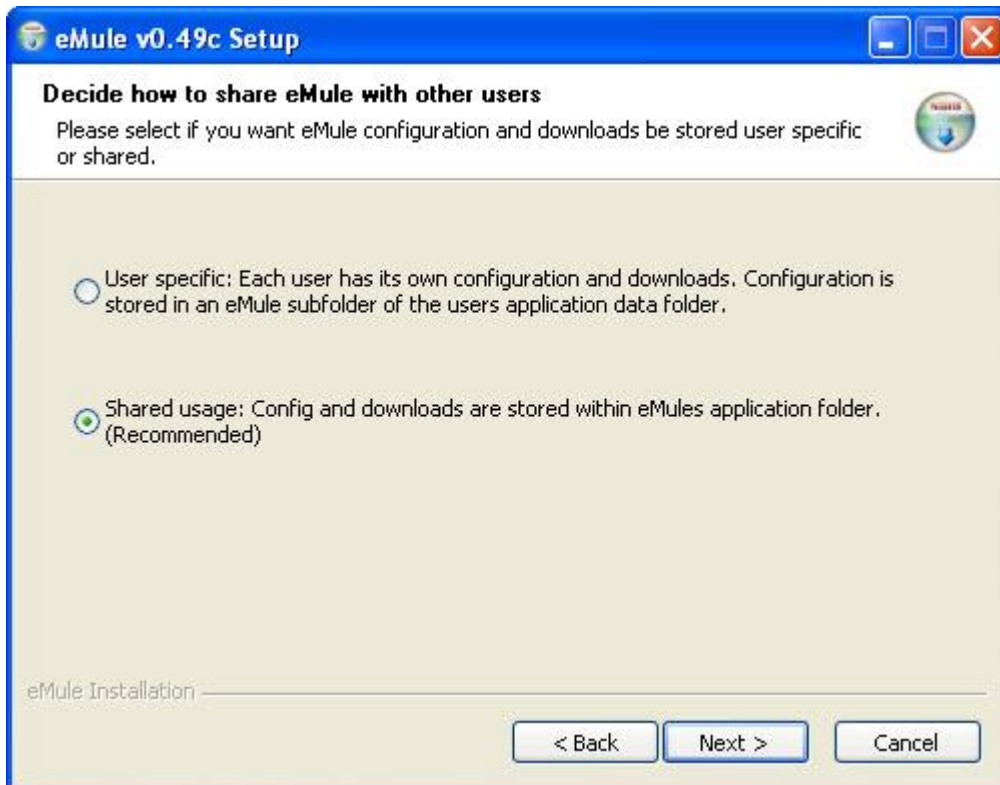 eMule v0.49c Setup
Decide how to share eMule with other users
Please select if you want eMule configuration and downloads be stored user specific
or shared.
User specific: Each user has its own configuration and downloads. Configuration is
stored in an eMule subfolder of the users application data folder.
Shared usage: Config and downloads are stored within eMules application folder.
(Recommended)
eMule Installation
< Back
Next >
Cancel